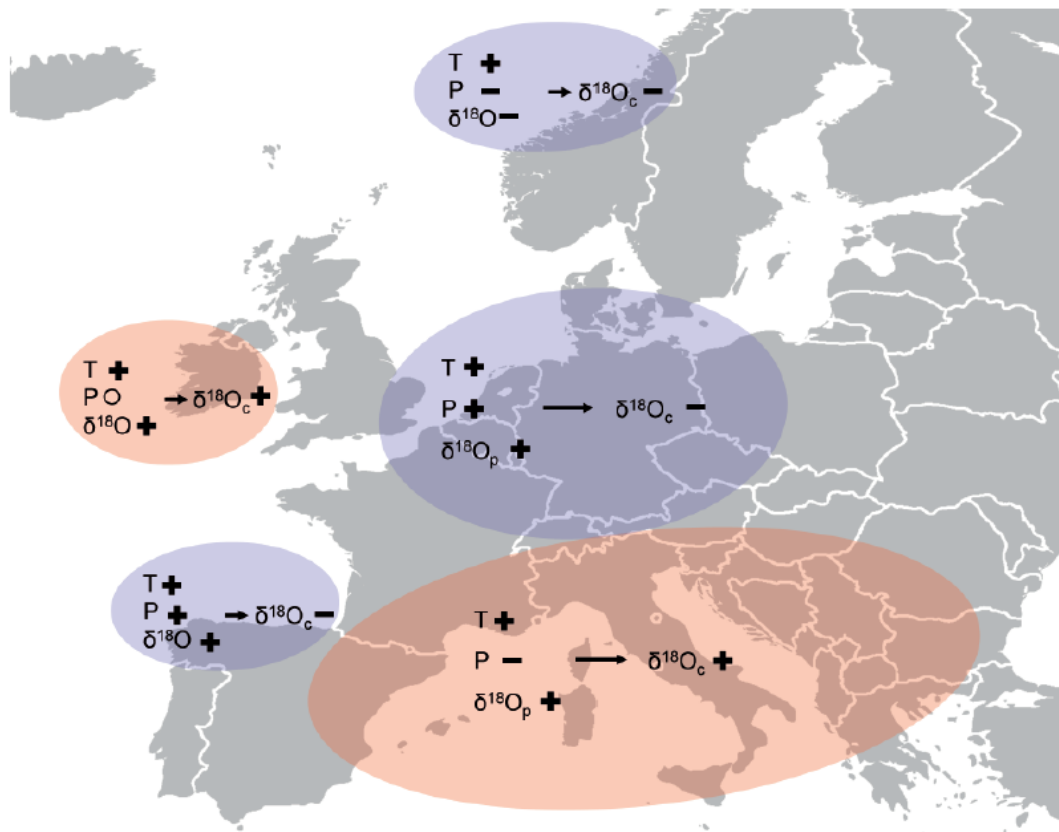 T +
P −
δ¹⁸O −
→ δ¹⁸Oc −
T +
P O
δ¹⁸O +
→ δ¹⁸Oc +
T +
P +
δ¹⁸Op +
→ δ¹⁸Oc −
T +
P +
δ¹⁸O +
→ δ¹⁸Oc −
T +
P −
δ¹⁸Op +
→ δ¹⁸Oc +